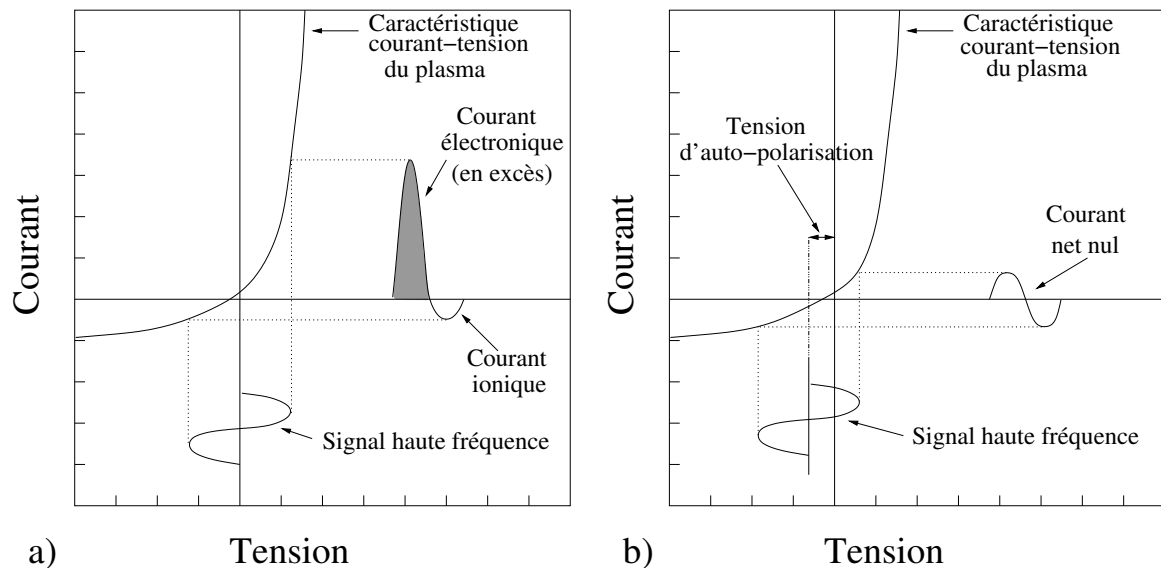 Caractéristique
courant−tension
du plasma
Courant
électronique
(en excès)
Courant
Courant
ionique
Signal haute fréquence
a)
Tension
Caractéristique
courant−tension
du plasma
Tension
d'auto−polarisation
Courant
net nul
Courant
Signal haute fréquence
b)
Tension